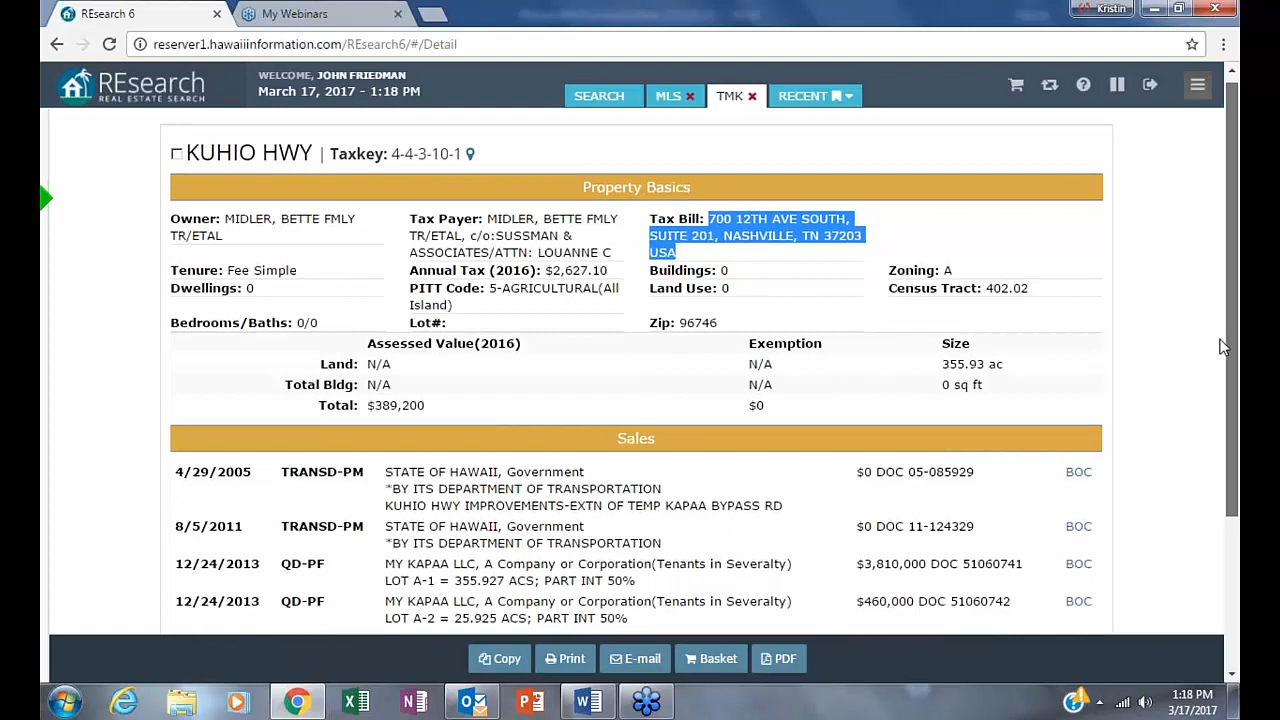 REsearch 6
My Webinars
Kristin
reserver1.hawaiiinformation.com/REsearch6/#/Detail
REsearch
REAL ESTATE SEARCH
WELCOME, JOHN FRIEDMAN
March 17, 2017 - 1:18 PM
SEARCH
MLS
TMK
RECENT
KUHIO HWY | Taxkey: 4-4-3-10-1
Property Basics
Owner: MIDLER, BETTE FMLY
TR/ETAL
Tax Payer: MIDLER, BETTE FMLY
TR/ETAL, c/o:SUSSMAN &
ASSOCIATES/ATTN: LOUANNE C
Tax Bill: 700 12TH AVE SOUTH,
SUITE 201, NASHVILLE, TN 37203
USA
Tenure: Fee Simple
Annual Tax (2016): $2,627.10
Buildings: 0
Zoning: A
Dwellings: 0
PITT Code: 5-AGRICULTURAL(All
Island)
Land Use: 0
Census Tract: 402.02
Bedrooms/Baths: 0/0
Lot#:
Zip: 96746
Assessed Value(2016) Exemption Size
Land: N/A N/A 355.93 ac
Total Bldg: N/A N/A 0 sq ft
Total: $389,200 $0
Sales
4/29/2005 TRANSD-PM STATE OF HAWAII, Government $0 DOC 05-085929 BOC
*BY ITS DEPARTMENT OF TRANSPORTATION
KUHIO HWY IMPROVEMENTS-EXTN OF TEMP KAPAA BYPASS RD
8/5/2011 TRANSD-PM STATE OF HAWAII, Government $0 DOC 11-124329 BOC
*BY ITS DEPARTMENT OF TRANSPORTATION
12/24/2013 QD-PF MY KAPAA LLC, A Company or Corporation(Tenants in Severalty) $3,810,000 DOC 51060741 BOC
LOT A-1 = 355.927 ACS; PART INT 50%
12/24/2013 QD-PF MY KAPAA LLC, A Company or Corporation(Tenants in Severalty) $460,000 DOC 51060742 BOC
LOT A-2 = 25.925 ACS; PART INT 50%
Copy
Print
E-mail
Basket
PDF
1:18 PM
3/17/2017